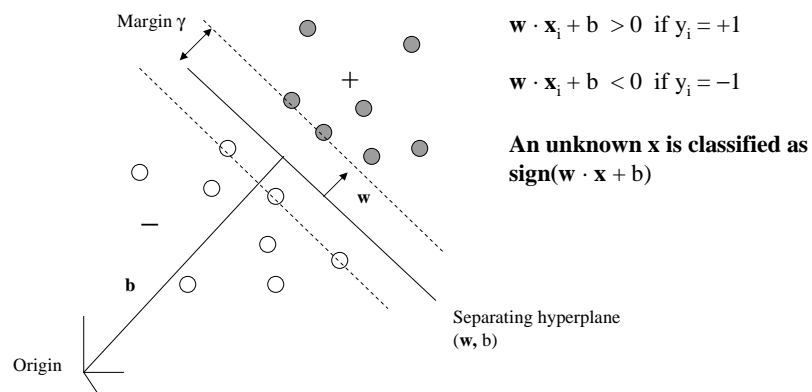 Margin γ
w · x_i + b > 0 if y_i = +1
+
w · x_i + b < 0 if y_i = −1
An unknown x is classified as
sign(w · x + b)
w
−
b
Separating hyperplane
(w, b)
Origin